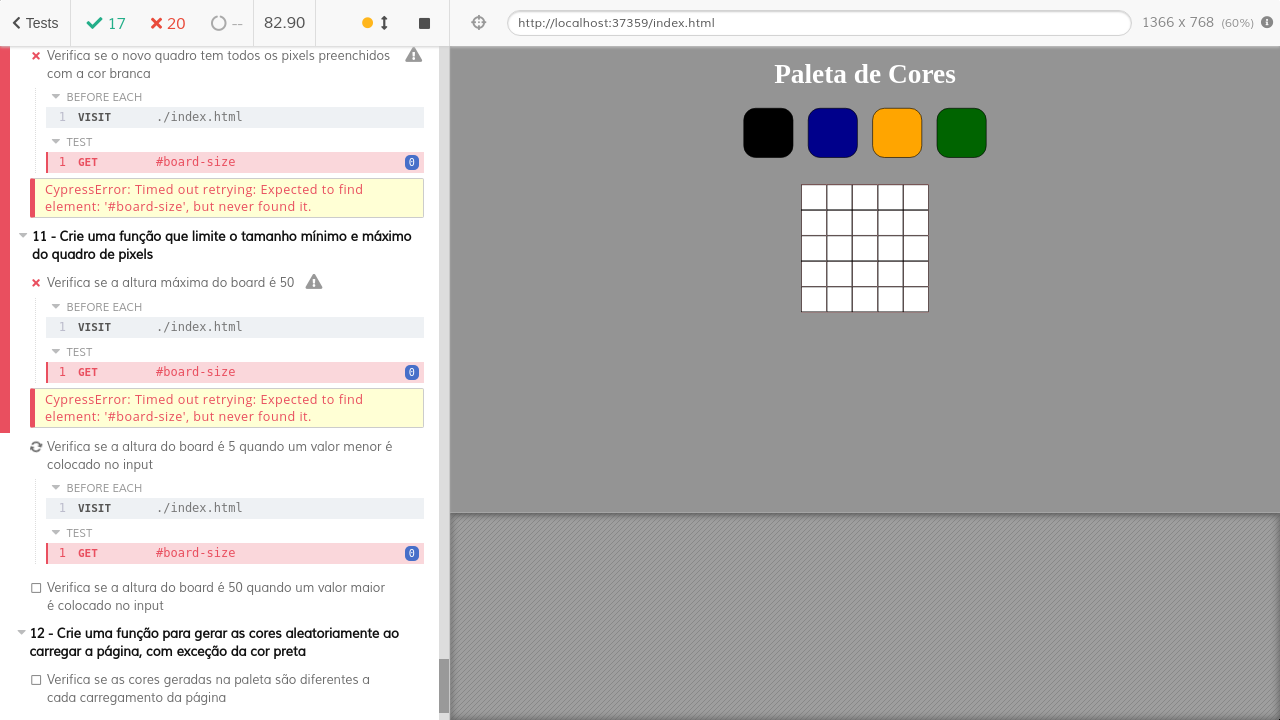 Tests 17 20 -- 82.90 http://localhost:37359/index.html 1366 x 768 (60%)
Verifica se o novo quadro tem todos os pixels preenchidos
com a cor branca
BEFORE EACH
1 VISIT ./index.html
TEST
1 GET #board-size 0
CypressError: Timed out retrying: Expected to find
element: '#board-size', but never found it.
11 - Crie uma função que limite o tamanho mínimo e máximo
do quadro de pixels
Verifica se a altura máxima do board é 50
BEFORE EACH
1 VISIT ./index.html
TEST
1 GET #board-size 0
CypressError: Timed out retrying: Expected to find
element: '#board-size', but never found it.
Verifica se a altura do board é 5 quando um valor menor é
colocado no input
BEFORE EACH
1 VISIT ./index.html
TEST
1 GET #board-size 0
Verifica se a altura do board é 50 quando um valor maior
é colocado no input
12 - Crie uma função para gerar as cores aleatoriamente ao
carregar a página, com exceção da cor preta
Verifica se as cores geradas na paleta são diferentes a
cada carregamento da página
Paleta de Cores